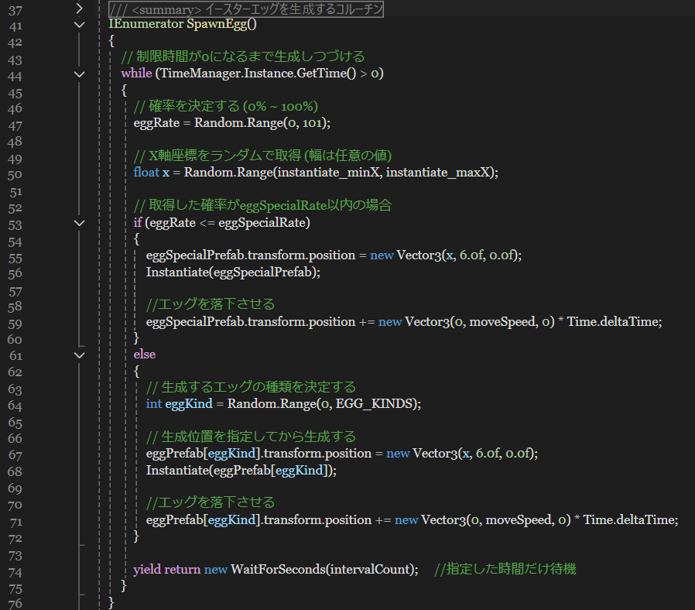 37 /// <summary> イースターエッグを生成するコルーチン
41 IEnumerator SpawnEgg()
42 {
43 // 制限時間が0になるまで生成しつづける
44 while (TimeManager.Instance.GetTime() > 0)
45 {
46 // 確率を決定する (0% ~ 100%)
47 eggRate = Random.Range(0, 101);
48
49 // X軸座標をランダムで取得 (幅は任意の値)
50 float x = Random.Range(instantiate_minX, instantiate_maxX);
51
52 // 取得した確率がeggSpecialRate以内の場合
53 if (eggRate <= eggSpecialRate)
54 {
55 eggSpecialPrefab.transform.position = new Vector3(x, 6.0f, 0.0f);
56 Instantiate(eggSpecialPrefab);
57
58 //エッグを落下させる
59 eggSpecialPrefab.transform.position += new Vector3(0, moveSpeed, 0) * Time.deltaTime;
60 }
61 else
62 {
63 // 生成するエッグの種類を決定する
64 int eggKind = Random.Range(0, EGG_KINDS);
65
66 // 生成位置を指定してから生成する
67 eggPrefab[eggKind].transform.position = new Vector3(x, 6.0f, 0.0f);
68 Instantiate(eggPrefab[eggKind]);
69
70 //エッグを落下させる
71 eggPrefab[eggKind].transform.position += new Vector3(0, moveSpeed, 0) * Time.deltaTime;
72 }
73
74 yield return new WaitForSeconds(intervalCount); //指定した時間だけ待機
75 }
76 }